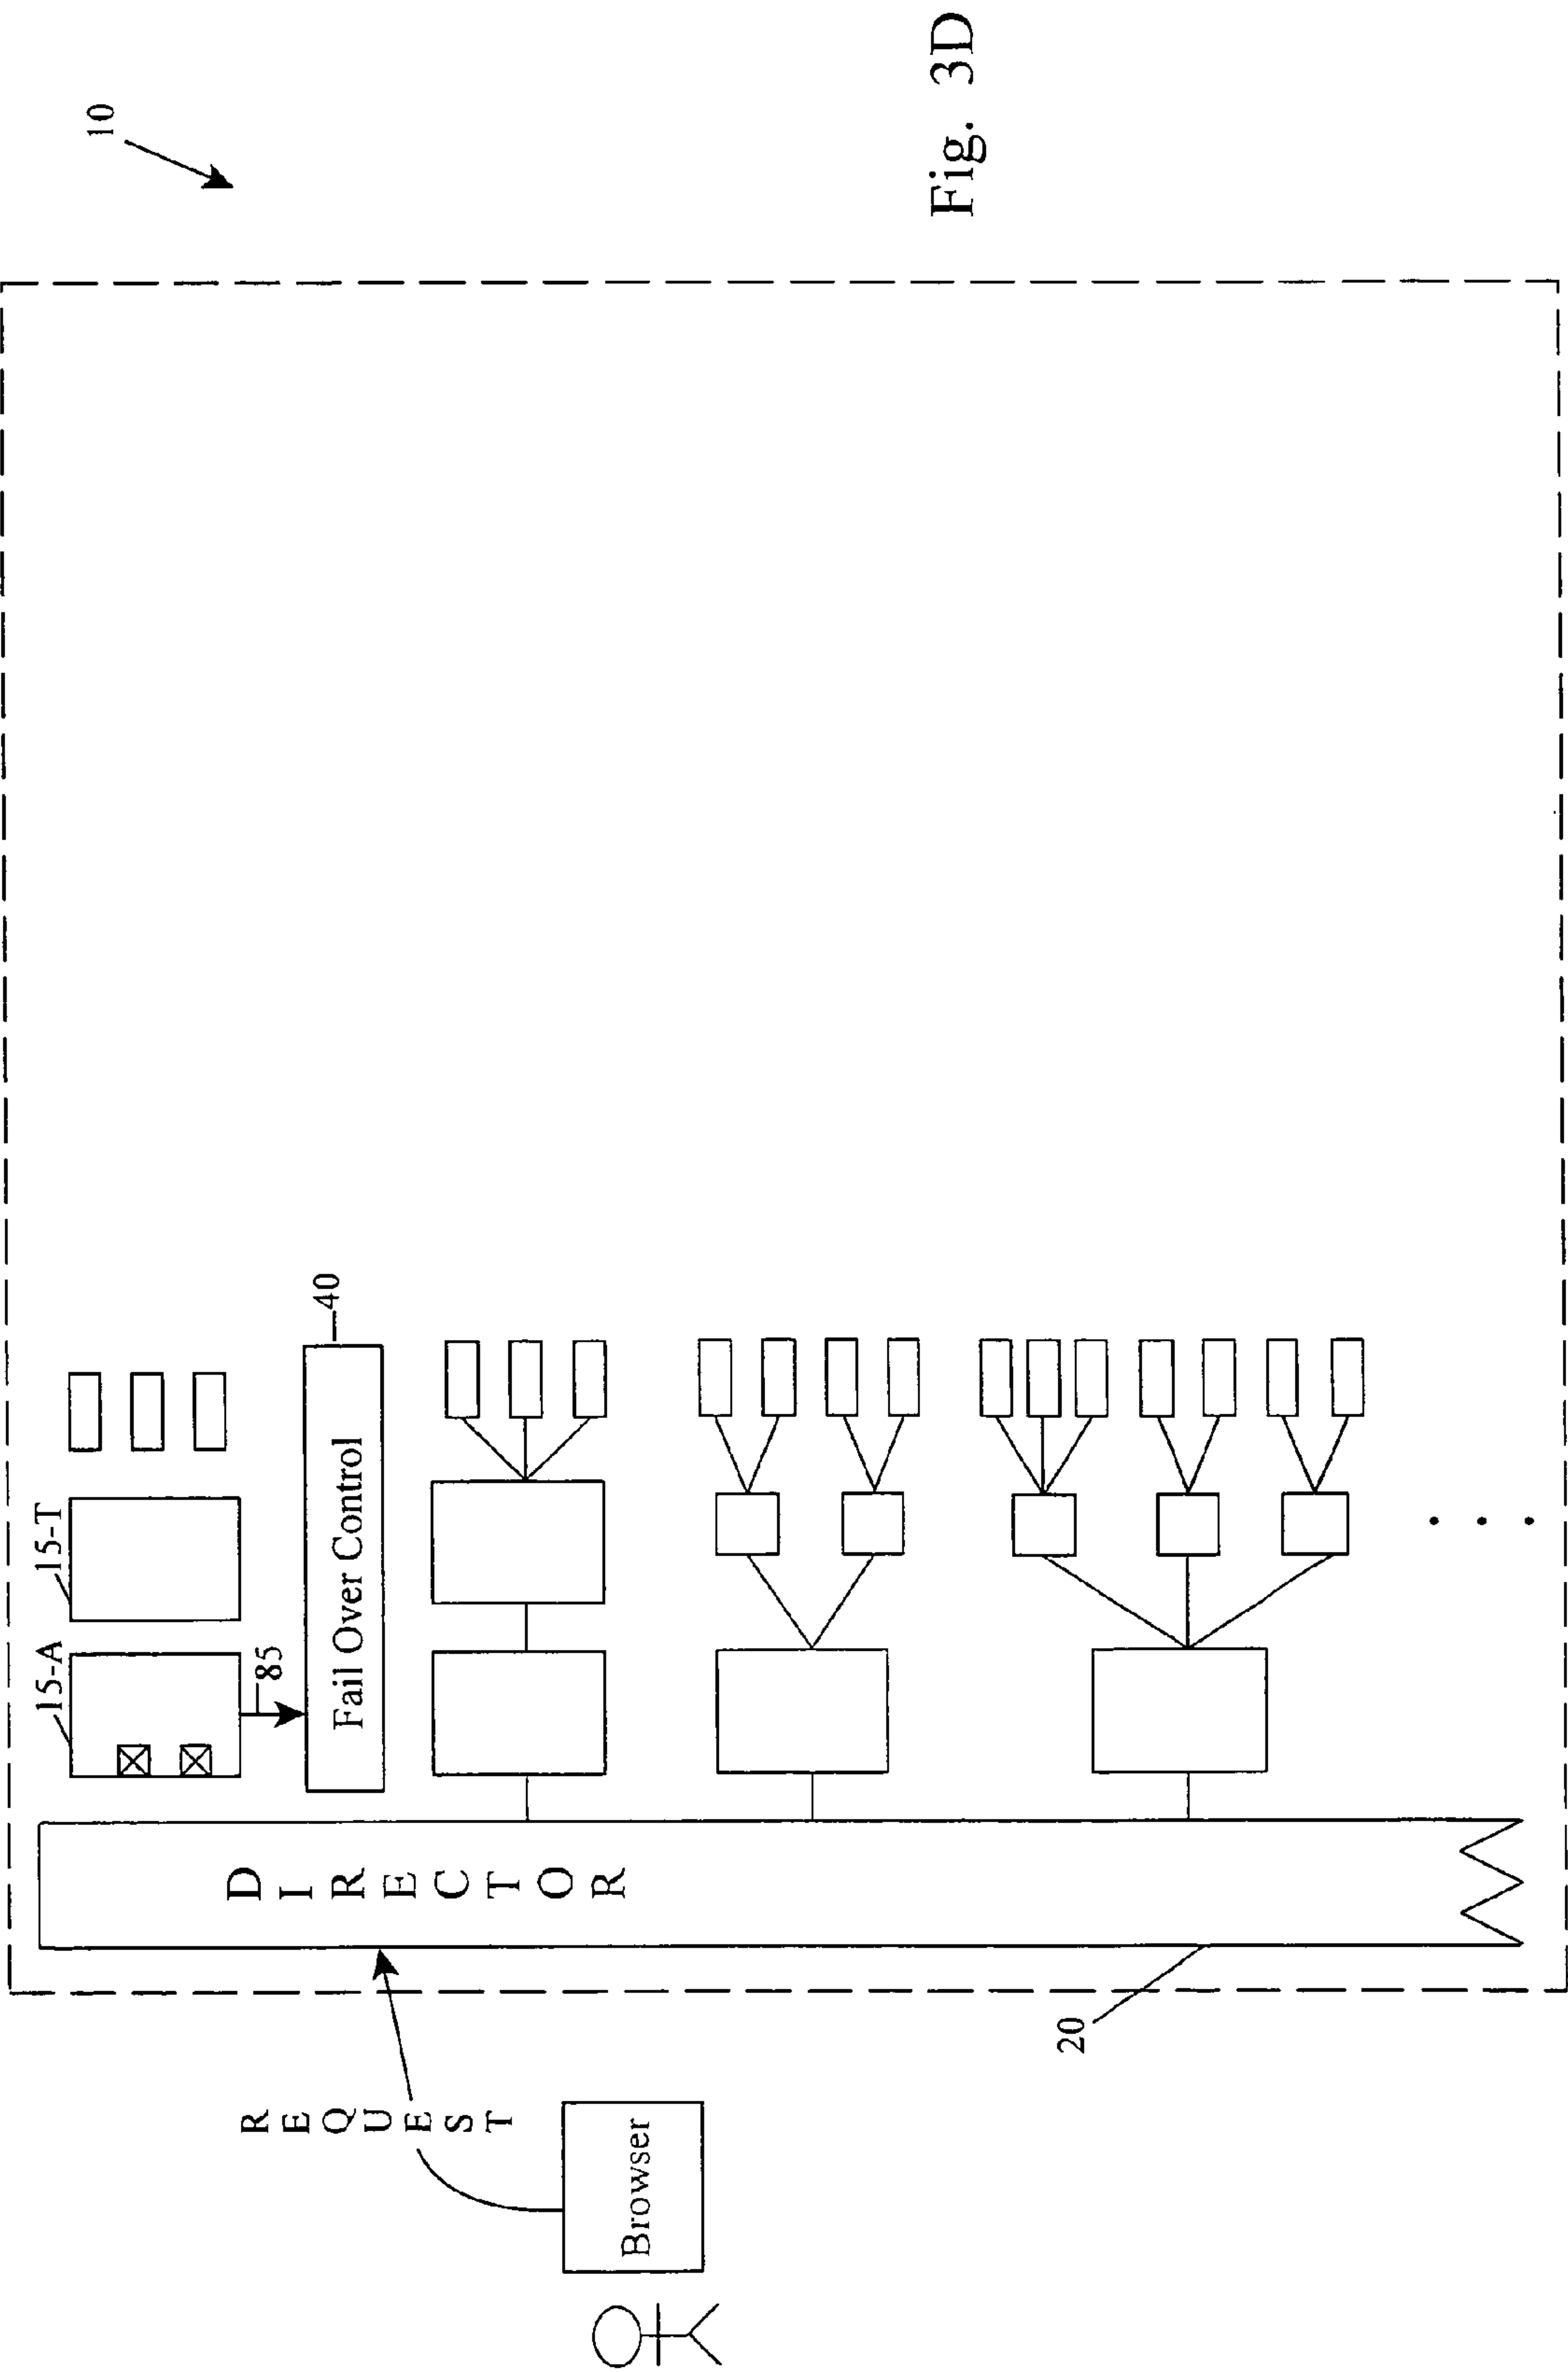 10
Fig. 3D
15-T
15-A
85
40
Fail Over Control
DIRECTOR
REQUEST
Browser
20